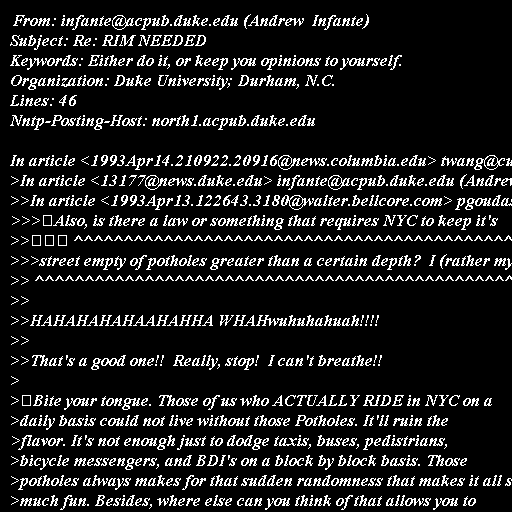 From: infante@acpub.duke.edu (Andrew  Infante)
Subject: Re: RIM NEEDED
Keywords: Either do it, or keep you opinions to yourself.
Organization: Duke University; Durham, N.C.
Lines: 46
Nntp-Posting-Host: north1.acpub.duke.edu

In article <1993Apr14.210922.20916@news.columbia.edu> twang@cu
>In article <13177@news.duke.edu> infante@acpub.duke.edu (Andrew
>>In article <1993Apr13.122643.3180@walter.bellcore.com> pgoudas
>>>▯Also, is there a law or something that requires NYC to keep it's
>>▯▯▯ ^^^^^^^^^^^^^^^^^^^^^^^^^^^^^^^^^^^^^^^^^^^
>>>street empty of potholes greater than a certain depth?  I (rather my
>> ^^^^^^^^^^^^^^^^^^^^^^^^^^^^^^^^^^^^^^^^^^^^^^^
>>
>>HAHAHAHAHAAHAHHA WHAHwuhuhahuah!!!!
>>
>>That's a good one!!  Really, stop!  I can't breathe!!
>
>▯Bite your tongue. Those of us who ACTUALLY RIDE in NYC on a
>daily basis could not live without those Potholes. It'll ruin the
>flavor. It's not enough just to dodge taxis, buses, pedistrians,
>bicycle messengers, and BDI's on a block by block basis. Those
>potholes always makes for that sudden randomness that makes it all s
>much fun. Besides, where else can you think of that allows you to